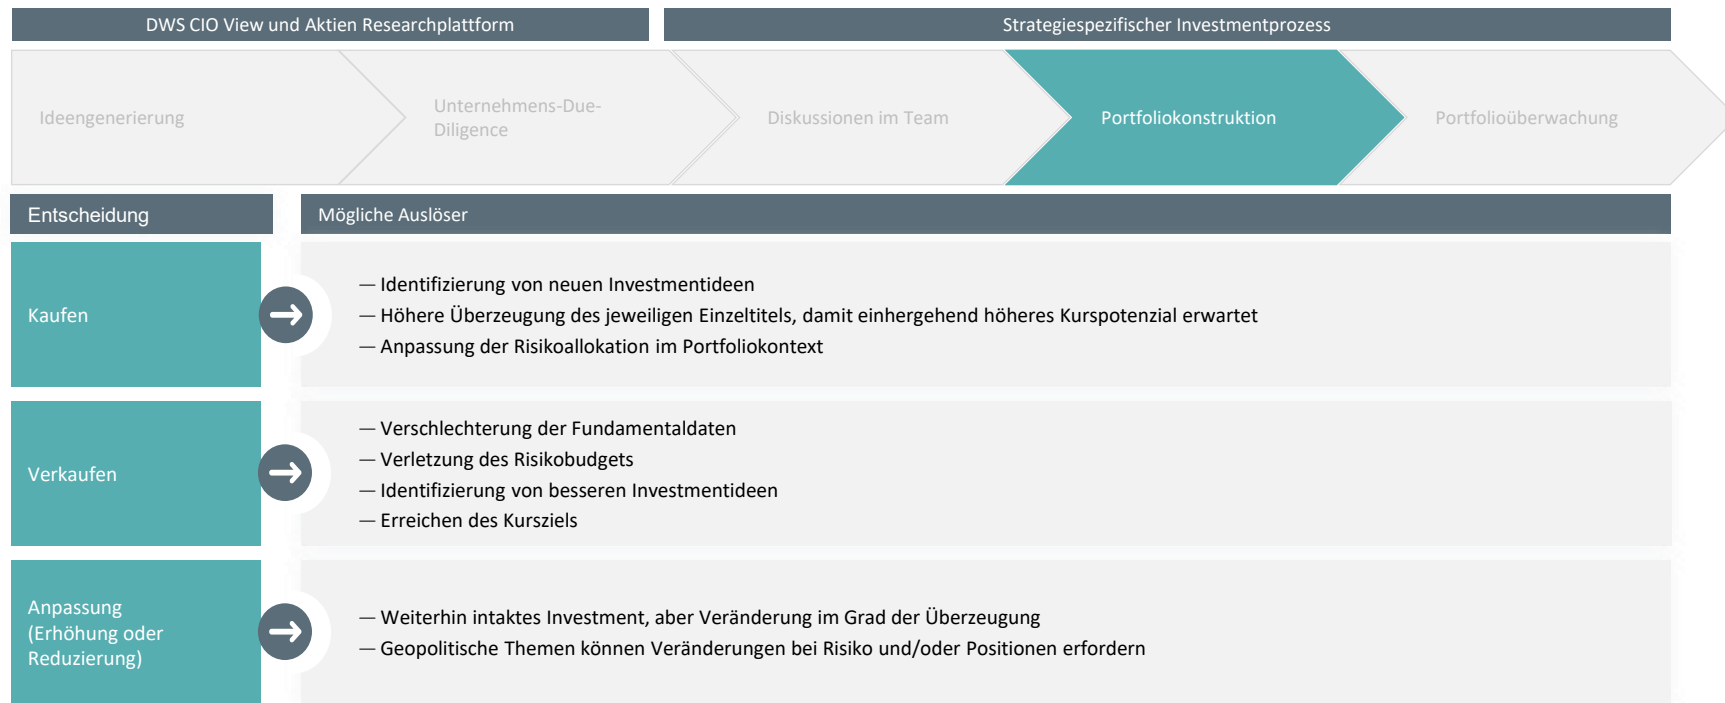 DWS CIO View und Aktien Researchplattform
Strategiespezifischer Investmentprozess
Ideengenerierung
Unternehmens-Due-
Diligence
Diskussionen im Team
Portfoliokonstruktion
Portfolioüberwachung
Entscheidung
Mögliche Auslöser
Kaufen
— Identifizierung von neuen Investmentideen
— Höhere Überzeugung des jeweiligen Einzeltitels, damit einhergehend höheres Kurspotenzial erwartet
— Anpassung der Risikoallokation im Portfoliokontext
Verkaufen
— Verschlechterung der Fundamentaldaten
— Verletzung des Risikobudgets
— Identifizierung von besseren Investmentideen
— Erreichen des Kursziels
Anpassung
(Erhöhung oder
Reduzierung)
— Weiterhin intaktes Investment, aber Veränderung im Grad der Überzeugung
— Geopolitische Themen können Veränderungen bei Risiko und/oder Positionen erfordern